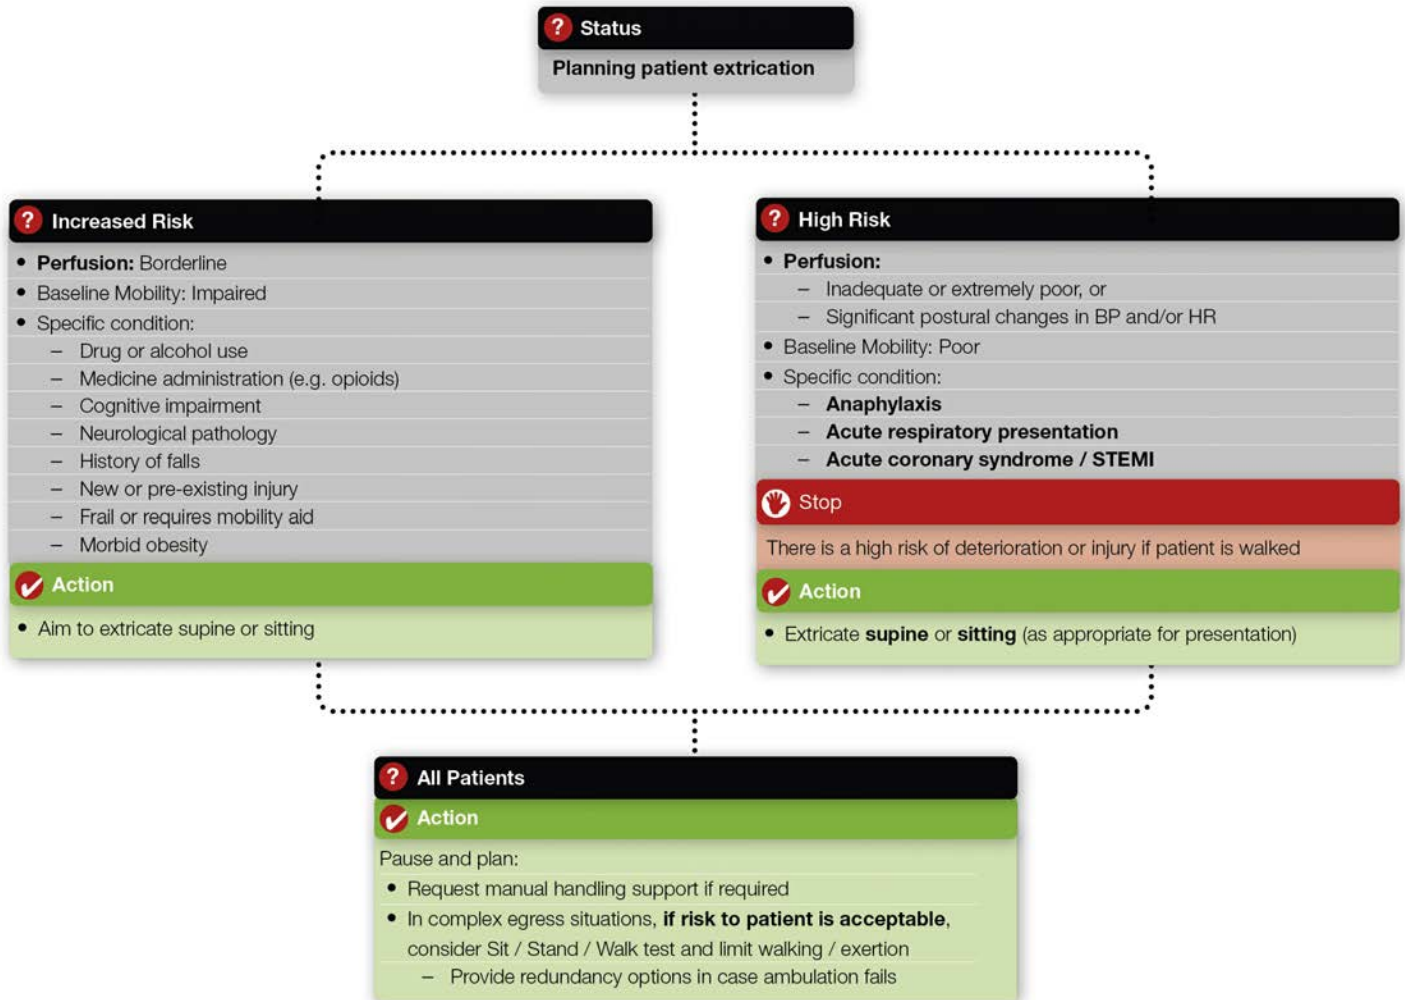 Status
Planning patient extrication
Increased Risk
• Perfusion: Borderline
• Baseline Mobility: Impaired
• Specific condition:
– Drug or alcohol use
– Medicine administration (e.g. opioids)
– Cognitive impairment
– Neurological pathology
– History of falls
– New or pre-existing injury
– Frail or requires mobility aid
– Morbid obesity
Action
• Aim to extricate supine or sitting
High Risk
• Perfusion:
– Inadequate or extremely poor, or
– Significant postural changes in BP and/or HR
• Baseline Mobility: Poor
• Specific condition:
– Anaphylaxis
– Acute respiratory presentation
– Acute coronary syndrome / STEMI
Stop
There is a high risk of deterioration or injury if patient is walked
Action
• Extricate supine or sitting (as appropriate for presentation)
All Patients
Action
Pause and plan:
• Request manual handling support if required
• In complex egress situations, if risk to patient is acceptable,
consider Sit / Stand / Walk test and limit walking / exertion
– Provide redundancy options in case ambulation fails